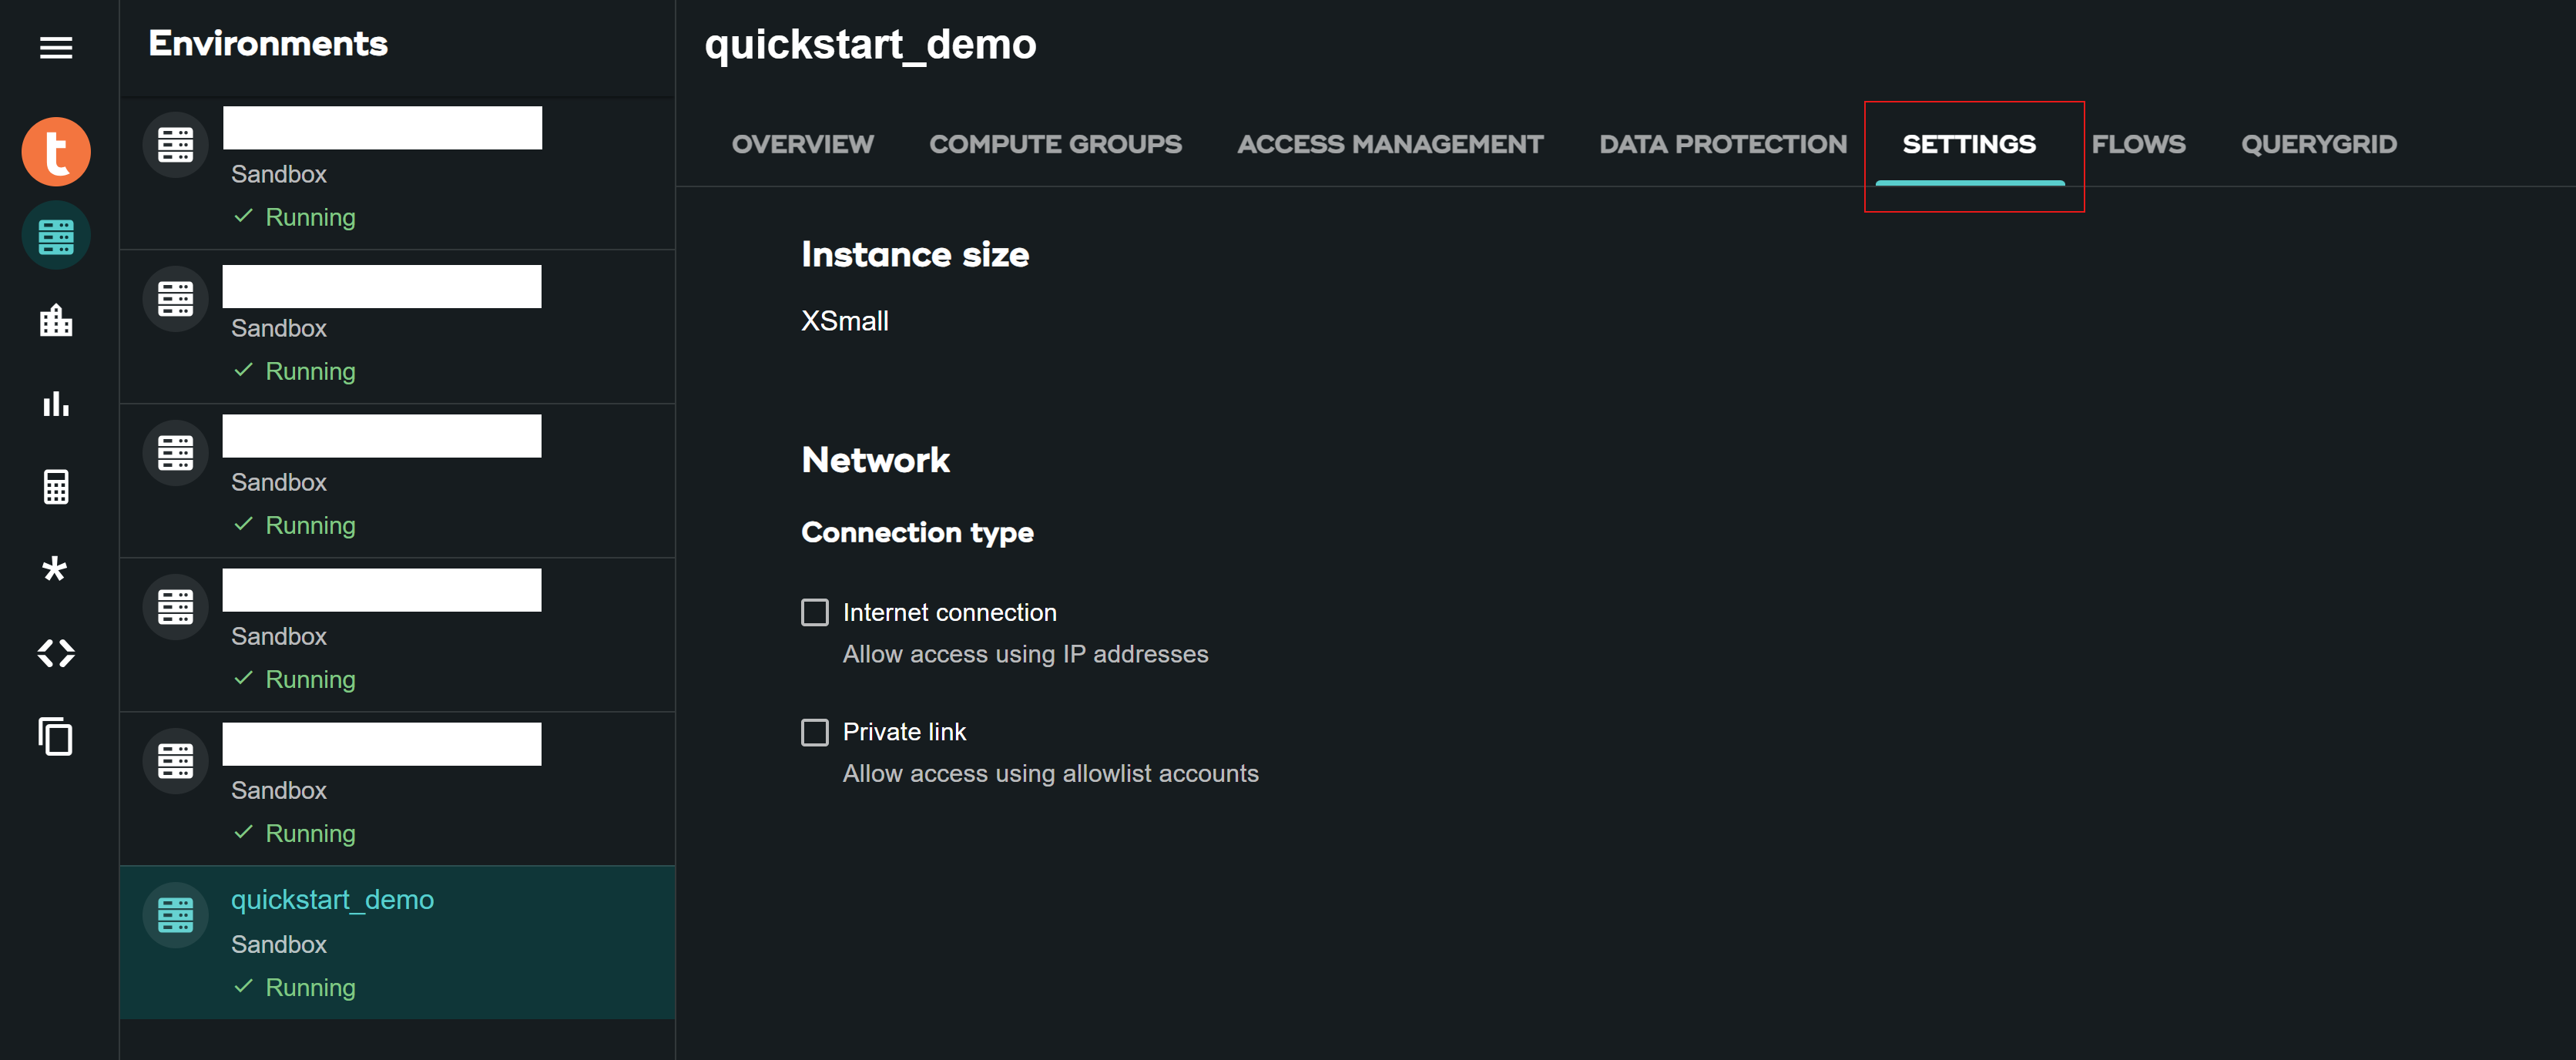 Environments
t
Sandbox
Running
Sandbox
Running
Sandbox
Running
Sandbox
Running
Sandbox
Running
quickstart_demo
Sandbox
Running
quickstart_demo
OVERVIEW COMPUTE GROUPS ACCESS MANAGEMENT DATA PROTECTION SETTINGS FLOWS QUERYGRID
Instance size
XSmall
Network
Connection type
Internet connection
Allow access using IP addresses
Private link
Allow access using allowlist accounts